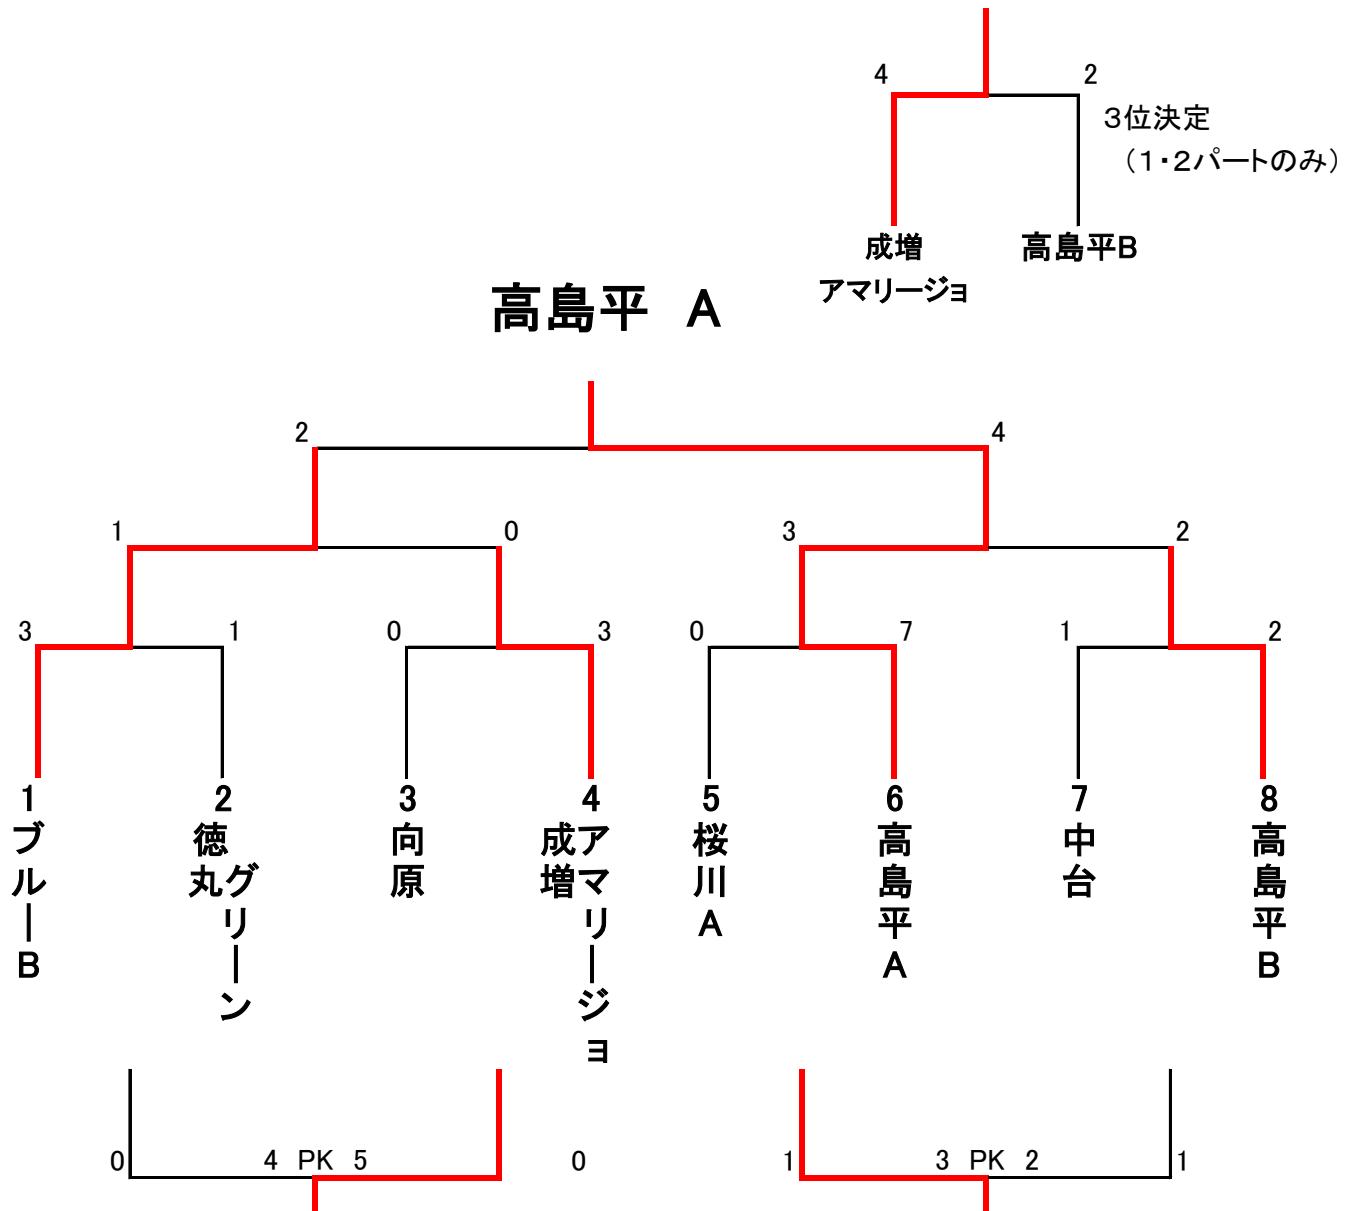 4 2
３位決定
（１・２パートのみ）
成増
アマリージョ
高島平B
高島平　A
2 4
1 0 3 2
3 1 0 3 0 7 1 2
1 2 3 4 5 6 7 8
ブルーB
徳丸
グリーン
向原
成増
アマリージョ
桜川A
高島平A
中台
高島平B
0 4 PK 5 0 1 3 PK 2 1